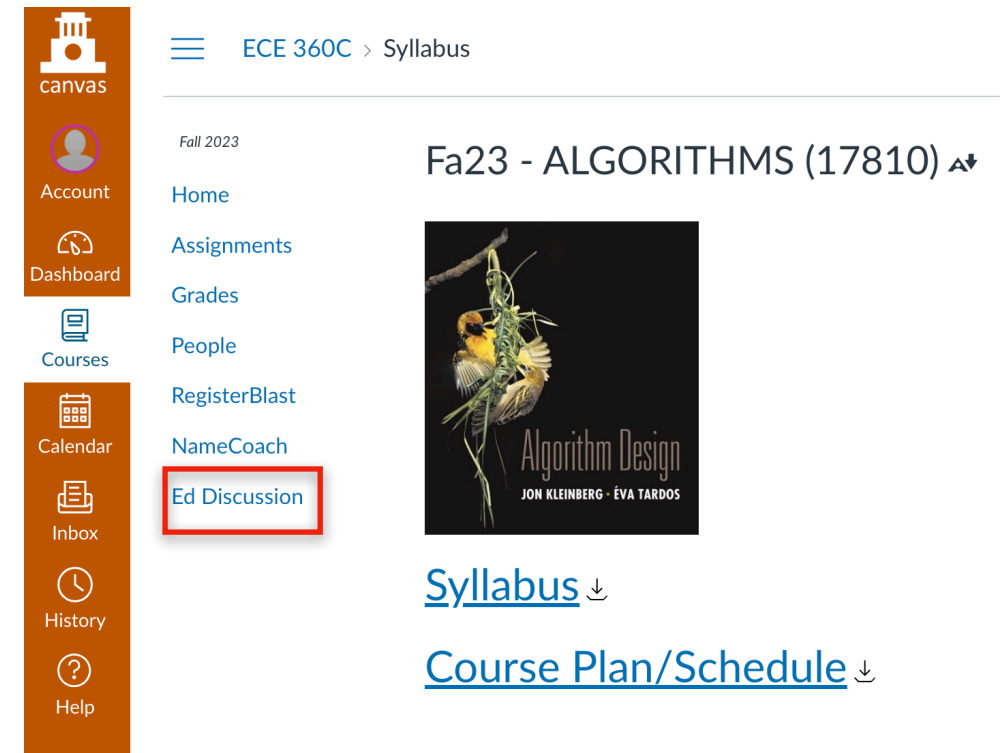 canvas
Account
Dashboard
Courses
Calendar
Inbox
History
Help
ECE 360C > Syllabus
Fall 2023
Home
Assignments
Grades
People
RegisterBlast
NameCoach
Ed Discussion
Fa23 - ALGORITHMS (17810)
Algorithm Design
JON KLEINBERG · ÉVA TARDOS
Syllabus
Course Plan/Schedule